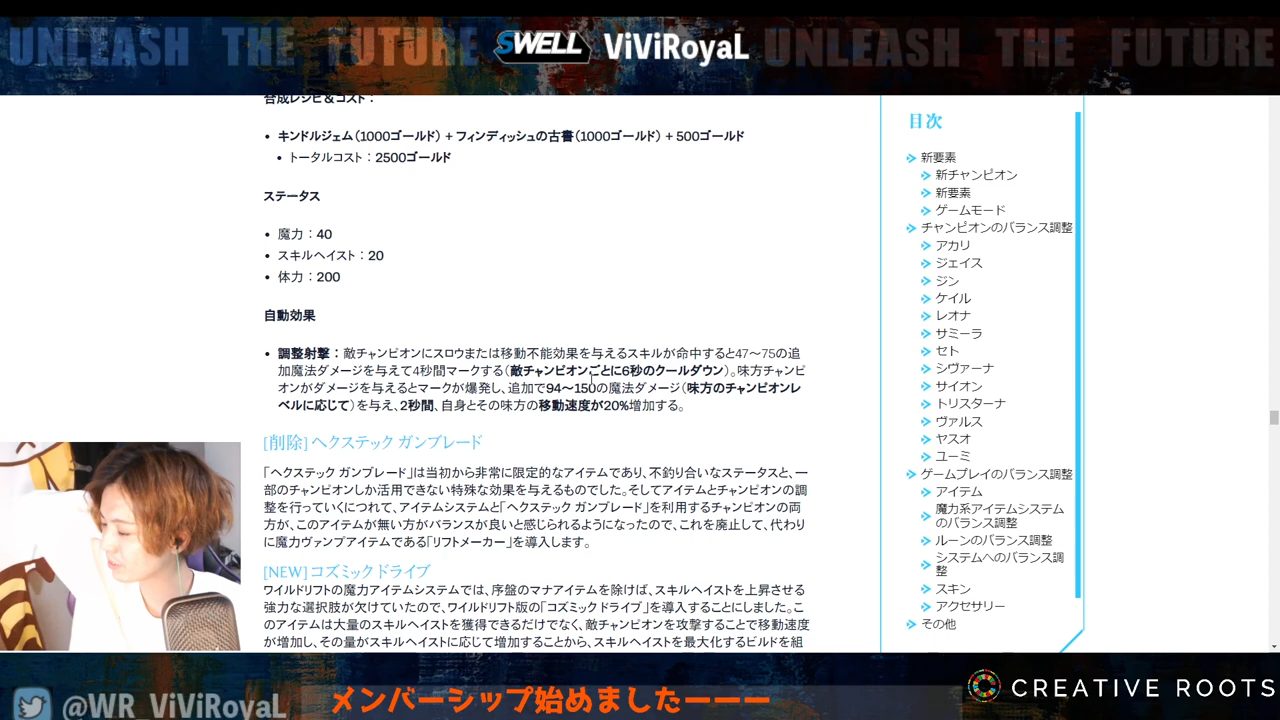 UNLEASH THE FUTURE SWELL ViViRoyaL UNLEASH THE FUTURE
合成レシピ&コスト：
• キンドルジェム（1000ゴールド）+ フィンディッシュの古書（1000ゴールド）+ 500ゴールド
• トータルコスト：2500ゴールド
ステータス
• 魔力：40
• スキルヘイスト：20
• 体力：200
自動効果
• 調整射撃：敵チャンピオンにスロウまたは移動不能効果を与えるスキルが命中すると47～75の追
加魔法ダメージを与えて4秒間マークする（敵チャンピオンごとに6秒のクールダウン）。味方チャンピ
オンがダメージを与えるとマークが爆発し、追加で94～150の魔法ダメージ（味方のチャンピオンレ
ベルに応じて）を与え、2秒間、自身とその味方の移動速度が20%増加する。
[削除] ヘクステック ガンブレード
「ヘクステック ガンブレード」は当初から非常に限定的なアイテムであり、不釣り合いなステータスと、一
部のチャンピオンしか活用できない特殊な効果を与えるものでした。そしてアイテムとチャンピオンの調
整を行っていくにつれて、アイテムシステムと「ヘクステック ガンブレード」を利用するチャンピオンの両
方が、このアイテムが無い方がバランスが良いと感じられるようになったので、これを廃止して、代わり
に魔力ヴァンプアイテムである「リフトメーカー」を導入します。
[NEW] コズミック ドライブ
ワイルドリフトの魔力アイテムシステムでは、序盤のマナアイテムを除けば、スキルヘイストを上昇させる
強力な選択肢が欠けていたので、ワイルドリフト版の「コズミック ドライブ」を導入することにしました。こ
のアイテムは大量のスキルヘイストを獲得できるだけでなく、敵チャンピオンを攻撃することで移動速度
が増加し、その量がスキルヘイストに応じて増加することから、スキルヘイストを最大化するビルドを組
目次
新要素
新チャンピオン
新要素
ゲームモード
チャンピオンのバランス調整
アカリ
ジェイス
ジン
ケイル
レオナ
サミーラ
セト
シヴァーナ
サイオン
トリスターナ
ヴァルス
ヤスオ
ユーミ
ゲームプレイのバランス調整
アイテム
魔力系アイテムシステム
のバランス調整
ルーンのバランス調整
システムへのバランス調
整
スキン
アクセサリー
その他
@WR_ViViRoyaL
メンバーシップ始めましたーーー
CREATIVE ROOTS